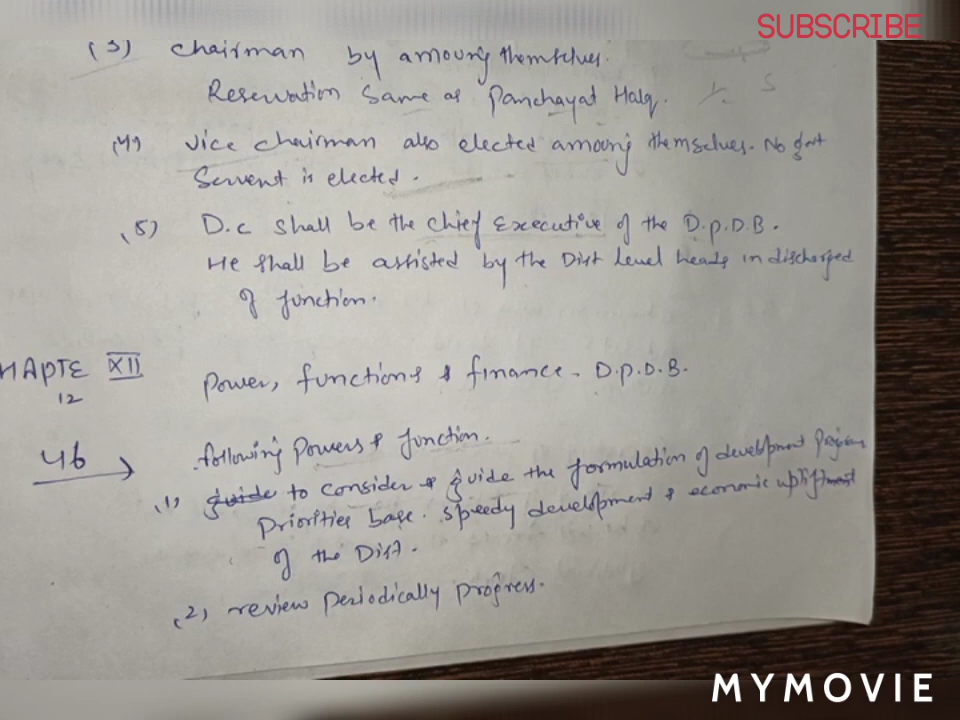 SUBSCRIBE
(3) Chairman by amoung themselves.
Reservation Same as Panchayat Halq.
(4) Vice Chairman also elected among themselves. No govt
Servent is elected.
(5) D.C shall be the Chief Executive of the D.P.D.B.
He shall be assisted by the Dist level heads in discharged
of function.
HAPTE XII
12
Power, functions & finance - D.P.D.B.
46 → following Powers & function.
(1) guide to consider & guide the formulation of development
Priorities base. Speedy development & economic upliftment
of the Dist.
(2) review Periodically progress.
MYMOVIE